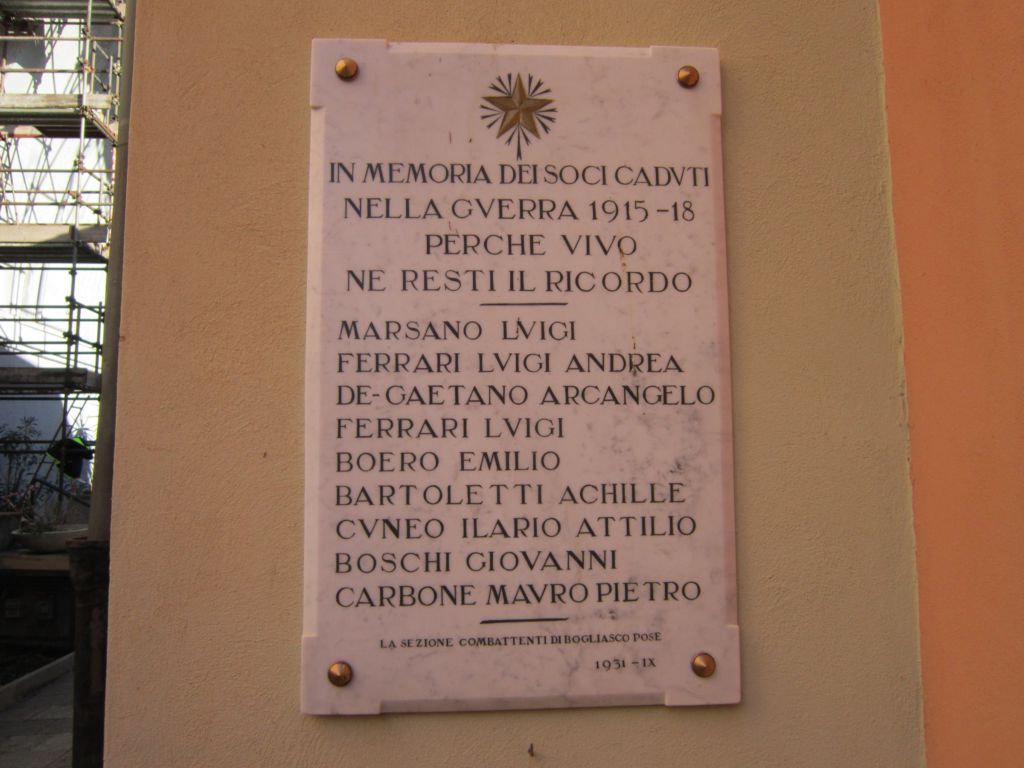 IN MEMORIA DEI SOCI CADVTI
NELLA GVERRA 1915-18
PERCHE VIVO
NE RESTI IL RICORDO
MARSANO LVIGI
FERRARI LVIGI ANDREA
DE-GAETANO ARCANGELO
FERRARI LVIGI
BOERO EMILIO
BARTOLETTI ACHILLE
CVNEO ILARIO ATTILIO
BOSCHI GIOVANNI
CARBONE MAVRO PIETRO
LA SEZIONE COMBATTENTI DI BOGLIASCO POSE
1931-IX